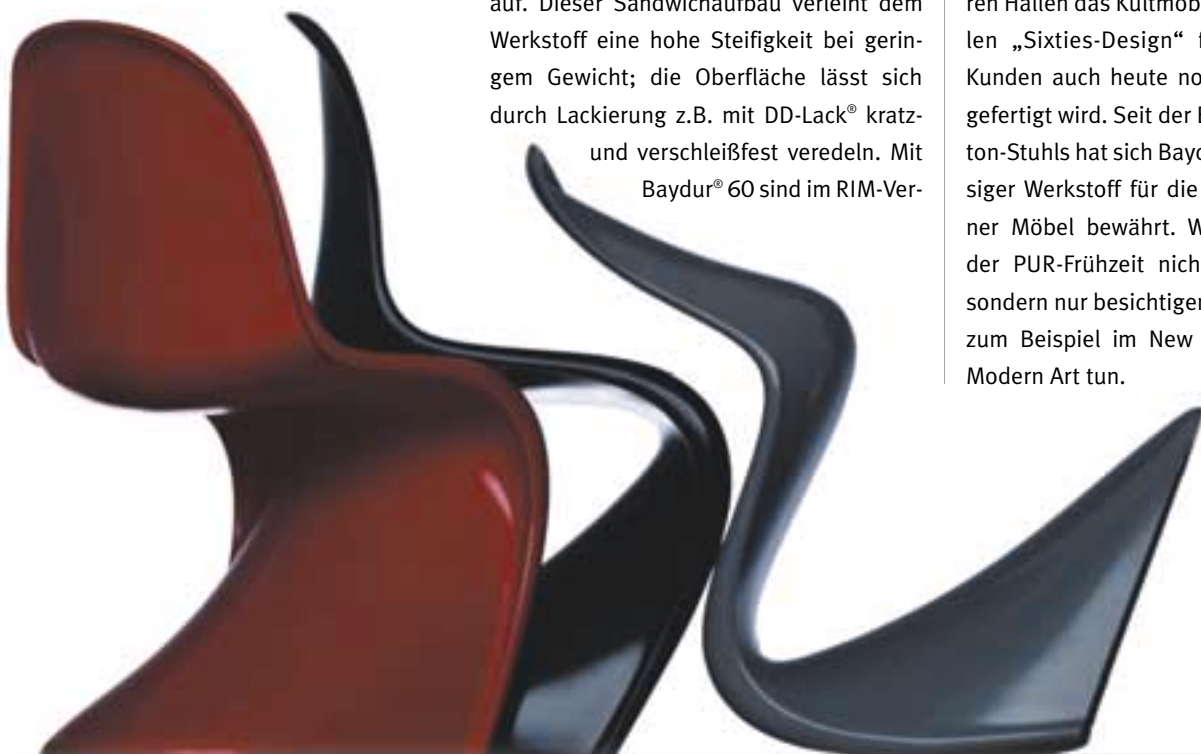 auf. Dieser Sandwichaufbau verleiht dem
Werkstoff eine hohe Steifigkeit bei gerin-
gem Gewicht; die Oberfläche lässt sich
durch Lackierung z.B. mit DD-Lack® kratz-
und verschleißfest veredeln. Mit
Baydur® 60 sind im RIM-Ver-
ren Hallen das Kultmöb
len „Sixties-Design“ f
Kunden auch heute no
gefertigt wird. Seit der
ton-Stuhls hat sich Bayd
siger Werkstoff für die
ner Möbel bewährt. W
der PUR-Frühzeit nich
sondern nur besichtigen
zum Beispiel im New
Modern Art tun.